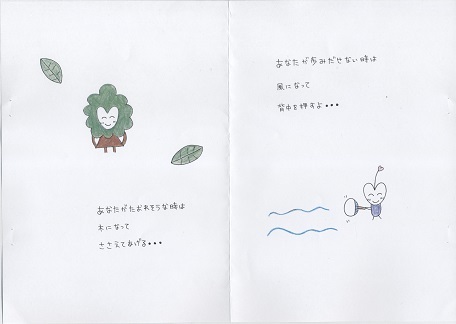 あなたがたおれそうな時は
木になって
ささえてあげる・・・
あなたが歩みだせない時は
風になって
背中を押すよ・・・